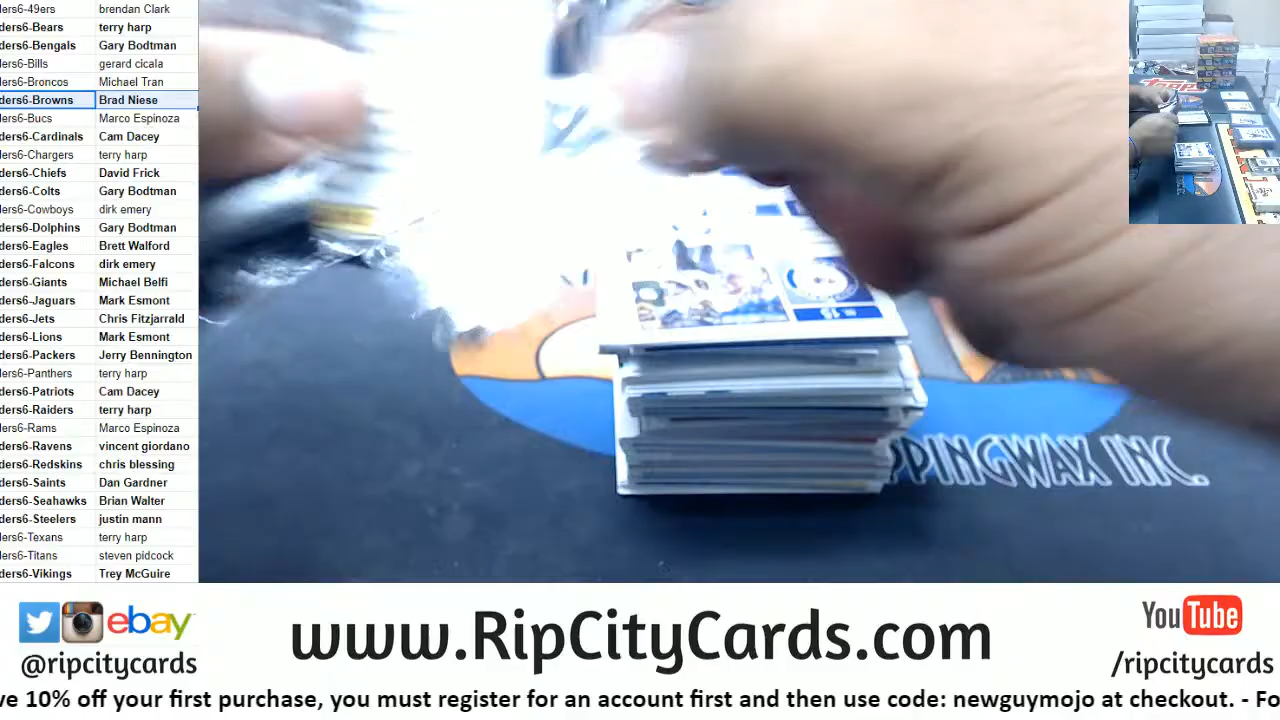 ders6-49ers brendan Clark
ders6-Bears terry harp
ders6-Bengals Gary Bodtman
ders6-Bills gerard cicala
ders6-Broncos Michael Tran
ders6-Browns Brad Niese
ders6-Bucs Marco Espinoza
ders6-Cardinals Cam Dacey
ders6-Chargers terry harp
ders6-Chiefs David Frick
ders6-Colts Gary Bodtman
ders6-Cowboys dirk emery
ders6-Dolphins Gary Bodtman
ders6-Eagles Brett Walford
ders6-Falcons dirk emery
ders6-Giants Michael Belfi
ders6-Jaguars Mark Esmont
ders6-Jets Chris Fitzjarrald
ders6-Lions Mark Esmont
ders6-Packers Jerry Bennington
ders6-Panthers terry harp
ders6-Patriots Cam Dacey
ders6-Raiders terry harp
ders6-Rams Marco Espinoza
ders6-Ravens vincent giordano
ders6-Redskins chris blessing
ders6-Saints Dan Gardner
ders6-Seahawks Brian Walter
ders6-Steelers justin mann
ders6-Texans terry harp
ders6-Titans steven pidcock
ders6-Vikings Trey McGuire
topps
PPINGWAX INC.
ebay
@ripcitycards
www.RipCityCards.com
YouTube
/ripcitycards
ve 10% off your first purchase, you must register for an account first and then use code: newguymojo at checkout. - Fo